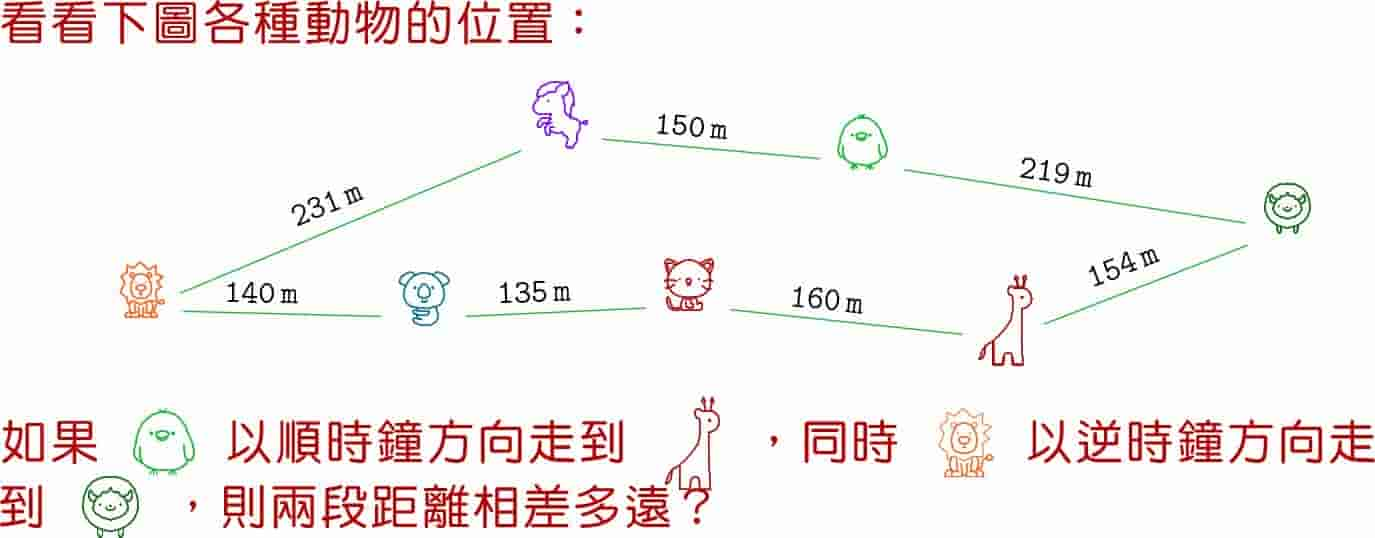 看看下圖各種動物的位置：
150 m
219 m
231 m
154 m
140 m
135 m
160 m
如果 以順時鐘方向走到 ，同時 以逆時鐘方向走
到 ，則兩段距離相差多遠？